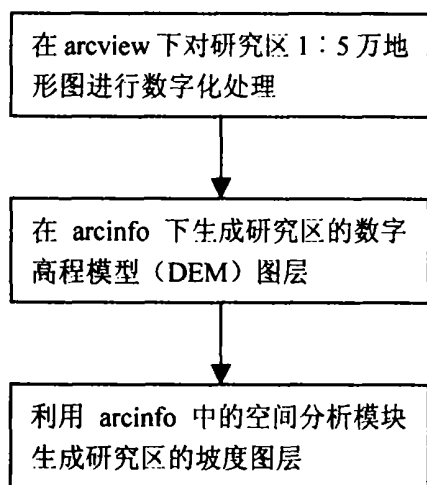 在 arcview 下对研究区 1：5 万地
形图进行数字化处理
在 arcinfo 下生成研究区的数字
高程模型（DEM）图层
利用 arcinfo 中的空间分析模块
生成研究区的坡度图层